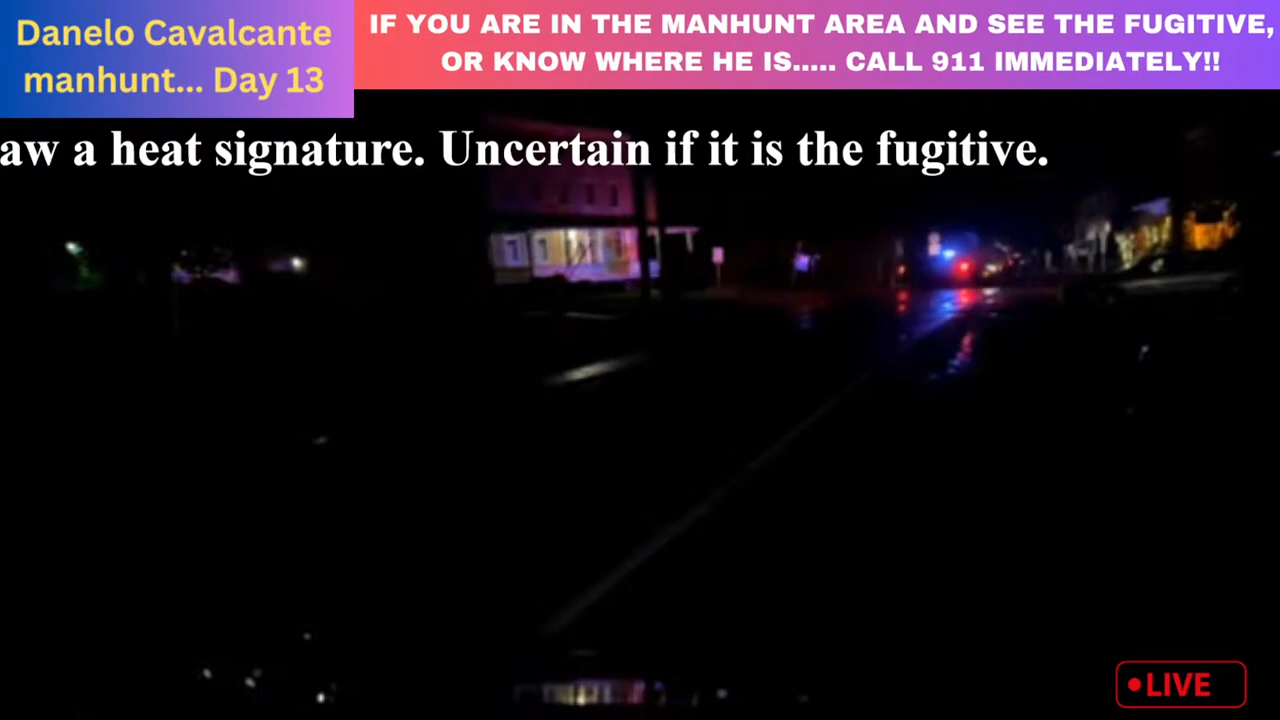 Danelo Cavalcante
manhunt... Day 13
IF YOU ARE IN THE MANHUNT AREA AND SEE THE FUGITIVE,
OR KNOW WHERE HE IS..... CALL 911 IMMEDIATELY!!
aw a heat signature. Uncertain if it is the fugitive.
LIVE